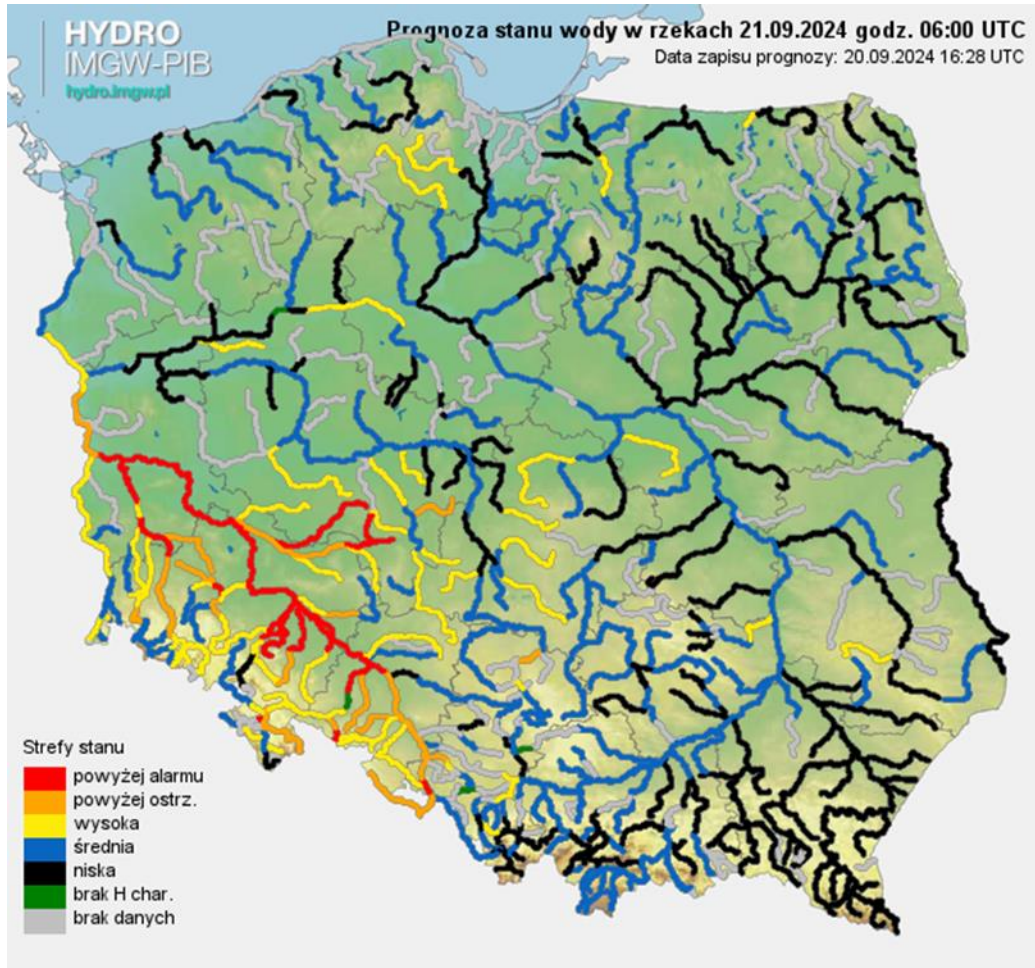 HYDRO
IMGW-PIB
hydro.imgw.pl
Prognoza stanu wody w rzekach 21.09.2024 godz. 06:00 UTC
Data zapisu prognozy: 20.09.2024 16:28 UTC
Strefy stanu
powyżej alarmu
powyżej ostrz.
wysoka
średnia
niska
brak H char.
brak danych